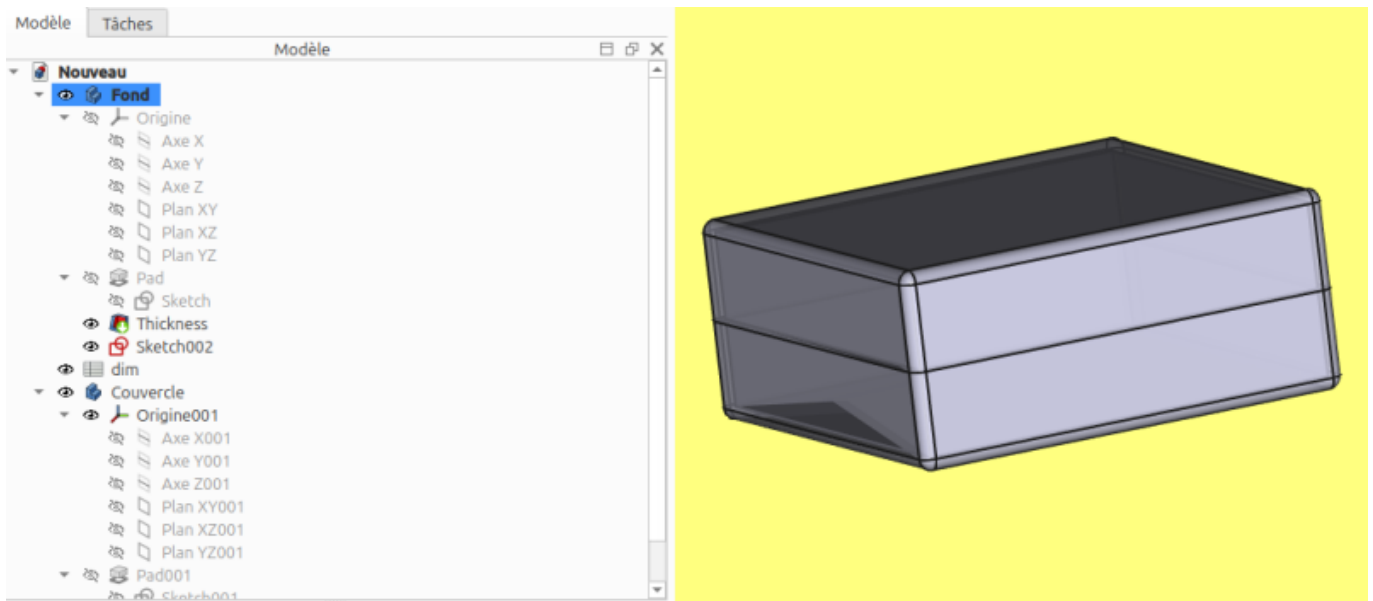 Modèle Tâches
Modèle
Nouveau
Fond
Origine
Axe X
Axe Y
Axe Z
Plan XY
Plan XZ
Plan YZ
Pad
Sketch
Thickness
Sketch002
dim
Couvercle
Origine001
Axe X001
Axe Y001
Axe Z001
Plan XY001
Plan XZ001
Plan YZ001
Pad001
Sketch001